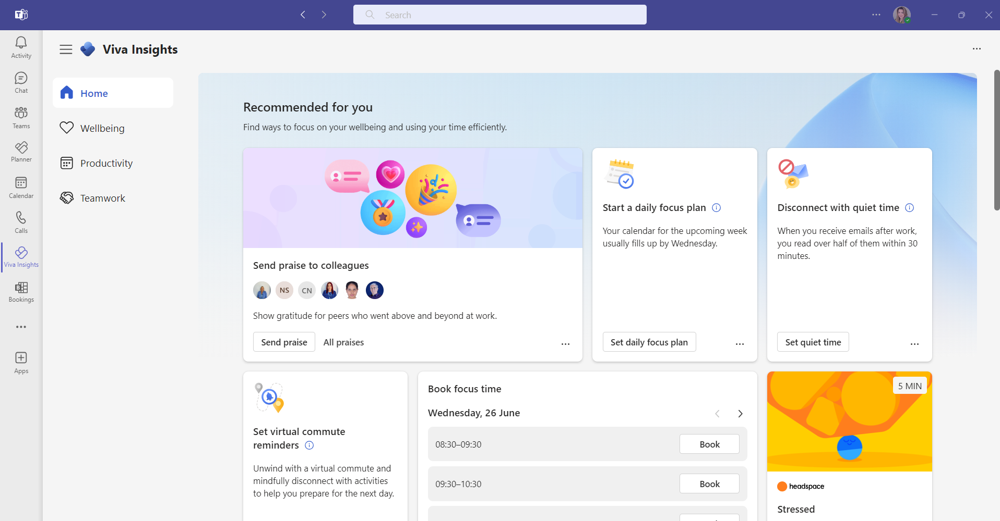 Search
Activity
Chat
Teams
Planner
Calendar
Calls
Viva Insights
Bookings
Apps
Viva Insights
Home
Wellbeing
Productivity
Teamwork
Recommended for you
Find ways to focus on your wellbeing and using your time efficiently.
Send praise to colleagues
NS
CN
Show gratitude for peers who went above and beyond at work.
Send praise
All praises
Start a daily focus plan
Your calendar for the upcoming week
usually fills up by Wednesday.
Set daily focus plan
Disconnect with quiet time
When you receive emails after work,
you read over half of them within 30
minutes.
Set quiet time
Set virtual commute
reminders
Unwind with a virtual commute and
mindfully disconnect with activities
to help you prepare for the next day.
Book focus time
Wednesday, 26 June
08:30–09:30
Book
09:30–10:30
Book
5 MIN
headspace
Stressed